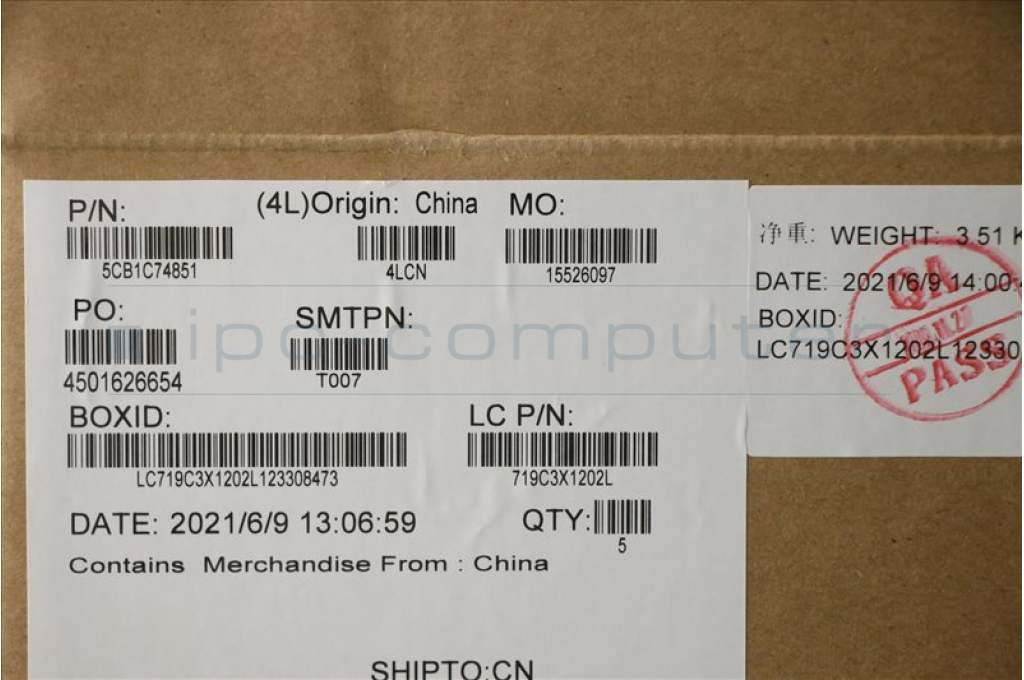 P/N:
5CB1C74851
(4L)Origin: China
4LCN
MO:
15526097
PO:
4501626654
SMTPN:
T007
BOXID:
LC719C3X1202L123308473
LC P/N:
719C3X1202L
DATE: 2021/6/9 13:06:59
QTY:
5
Contains Merchandise From : China
SHIPTO:CN
净重: WEIGHT: 3.51
DATE: 2021/6/9 14:00:
BOXID:
LC719C3X1202L12330
QA
PASS
ipc-computer